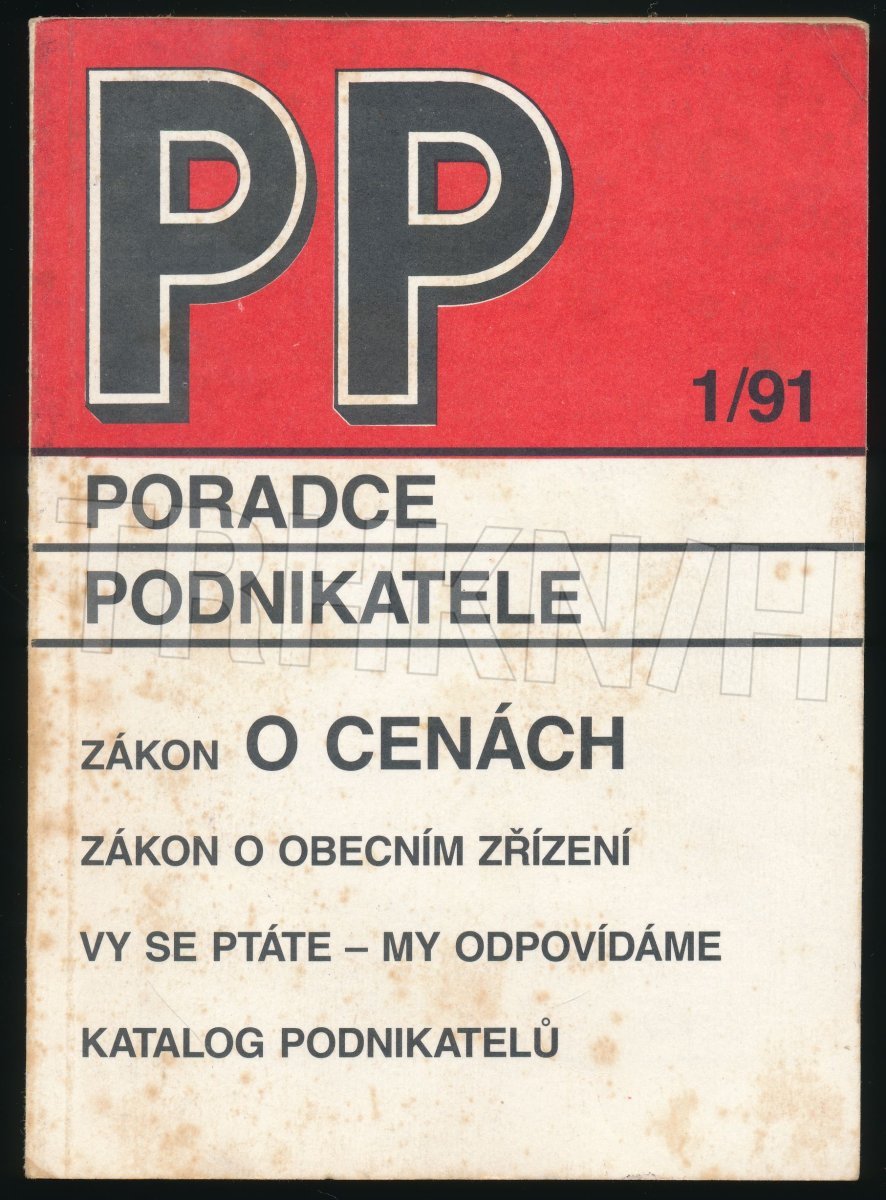 PP
1/91
PORADCE
PODNIKATELE
ZÁKON O CENÁCH
ZÁKON O OBECNÍM ZŘÍZENÍ
VY SE PTÁTE – MY ODPOVÍDÁME
KATALOG PODNIKATELŮ